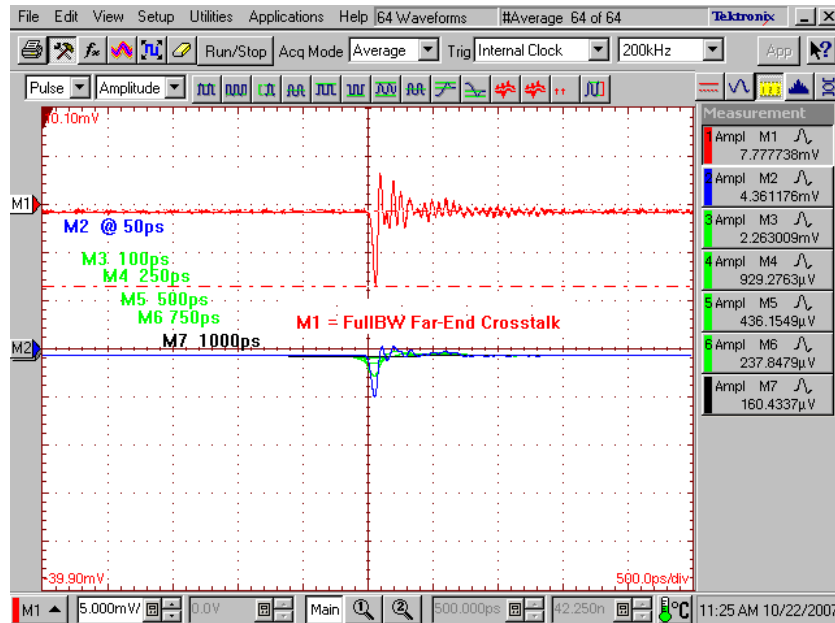 File Edit View Setup Utilities Applications Help 64 Waveforms #Average 64 of 64 Tektronix
Run/Stop Acq Mode Average Trig Internal Clock 200kHz App
Pulse Amplitude
0.10mV
M1
M2 @ 50ps
M3 100ps
M4 250ps
M5 500ps
M6 750ps
M1 = FullBW Far-End Crosstalk
M7 1000ps
M2
-39.90mV
500.0ps/div
Measurement
1 Ampl M1
7.777738mV
2 Ampl M2
4.361176mV
3 Ampl M3
2.263009mV
4 Ampl M4
929.2763µV
5 Ampl M5
436.1549µV
6 Ampl M6
237.8479µV
Ampl M7
160.4337µV
M1 5.000mV/ 0.0V Main 1 2 500.000ps 42.250n °C 11:25 AM 10/22/2007